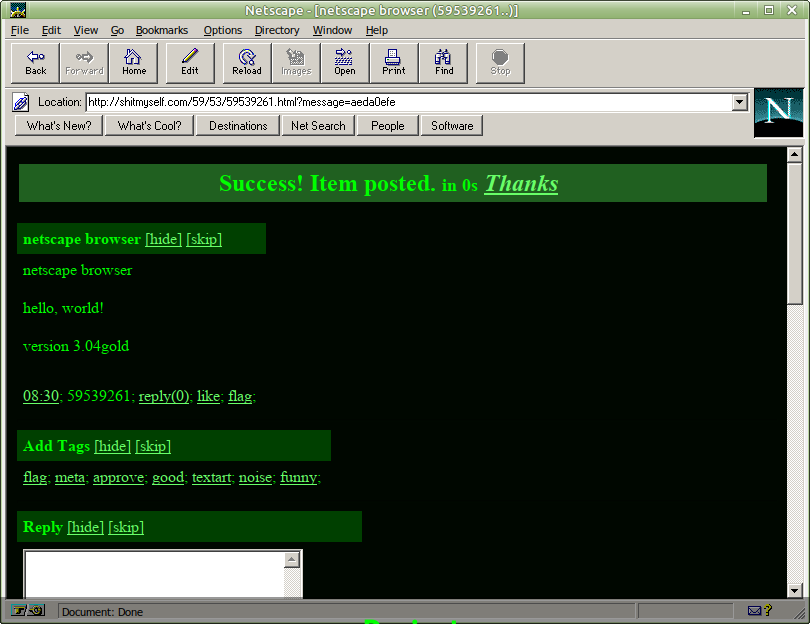 Netscape - [netscape browser (59539261..)]
File Edit View Go Bookmarks Options Directory Window Help
Back Forward Home Edit Reload Images Open Print Find Stop
Location: http://shitmyself.com/59/53/59539261.html?message=aeda0efe
N
What's New? What's Cool? Destinations Net Search People Software
Success! Item posted. in 0s Thanks
netscape browser [hide] [skip]
netscape browser
hello, world!
version 3.04gold
08:30; 59539261; reply(0); like; flag;
Add Tags [hide] [skip]
flag; meta; approve; good; textart; noise; funny;
Reply [hide] [skip]
Document: Done